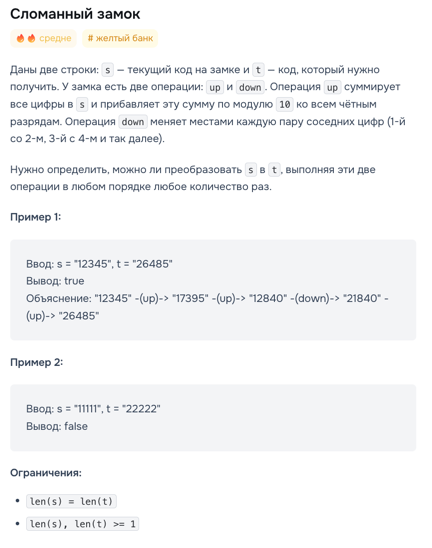 Сломанный замок
🔥🔥 средне # желтый банк
Даны две строки: s – текущий код на замке и t – код, который нужно
получить. У замка есть две операции: up и down. Операция up суммирует
все цифры в s и прибавляет эту сумму по модулю 10 ко всем чётным
разрядам. Операция down меняет местами каждую пару соседних цифр (1-й
со 2-м, 3-й с 4-м и так далее).
Нужно определить, можно ли преобразовать s в t, выполняя эти две
операции в любом порядке любое количество раз.
Пример 1:
Ввод: s = "12345", t = "26485"
Вывод: true
Объяснение: "12345" -(up)-> "17395" -(up)-> "12840" -(down)-> "21840" -
(up)-> "26485"
Пример 2:
Ввод: s = "11111", t = "22222"
Вывод: false
Ограничения:
• len(s) = len(t)
• len(s), len(t) >= 1